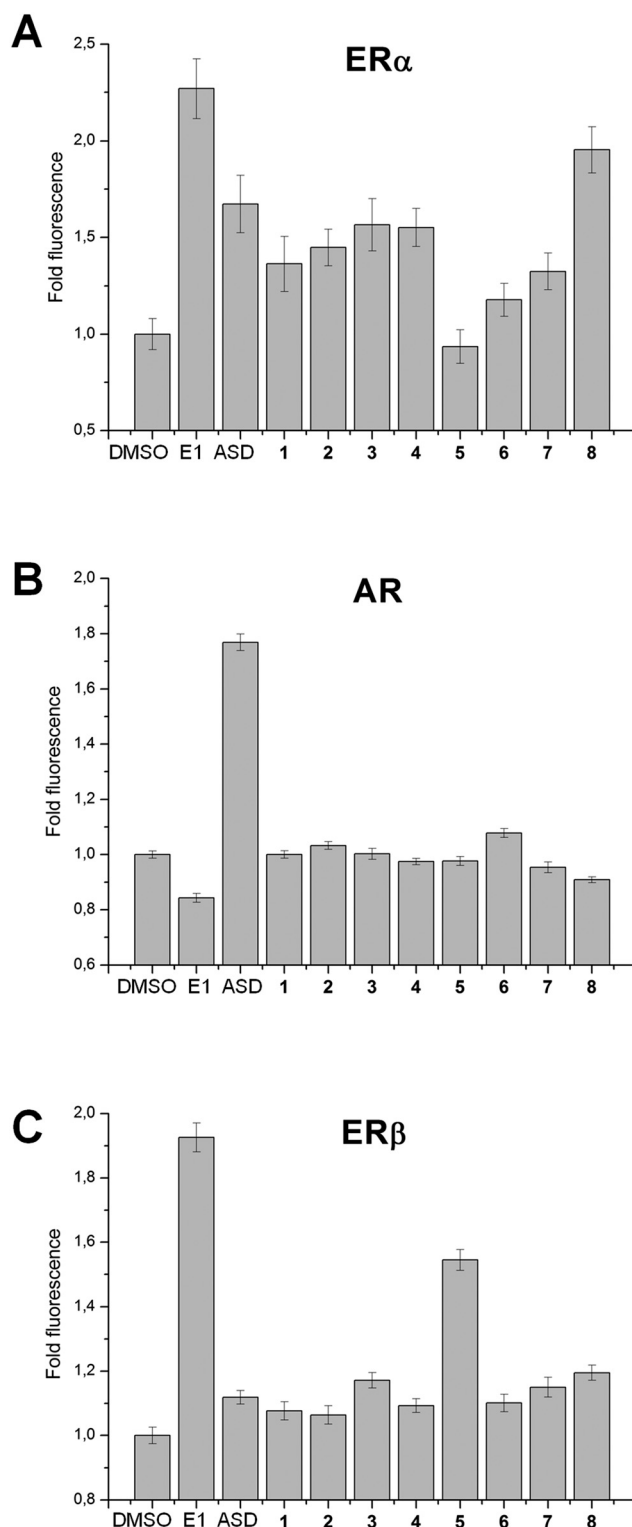 A
ERα
Fold fluorescence
2,5
2,0
1,5
1,0
0,5
DMSO E1 ASD 1 2 3 4 5 6 7 8
B
AR
Fold fluorescence
2,0
1,8
1,6
1,4
1,2
1,0
0,8
0,6
DMSO E1 ASD 1 2 3 4 5 6 7 8
C
ERβ
Fold fluorescence
2,0
1,8
1,6
1,4
1,2
1,0
0,8
DMSO E1 ASD 1 2 3 4 5 6 7 8